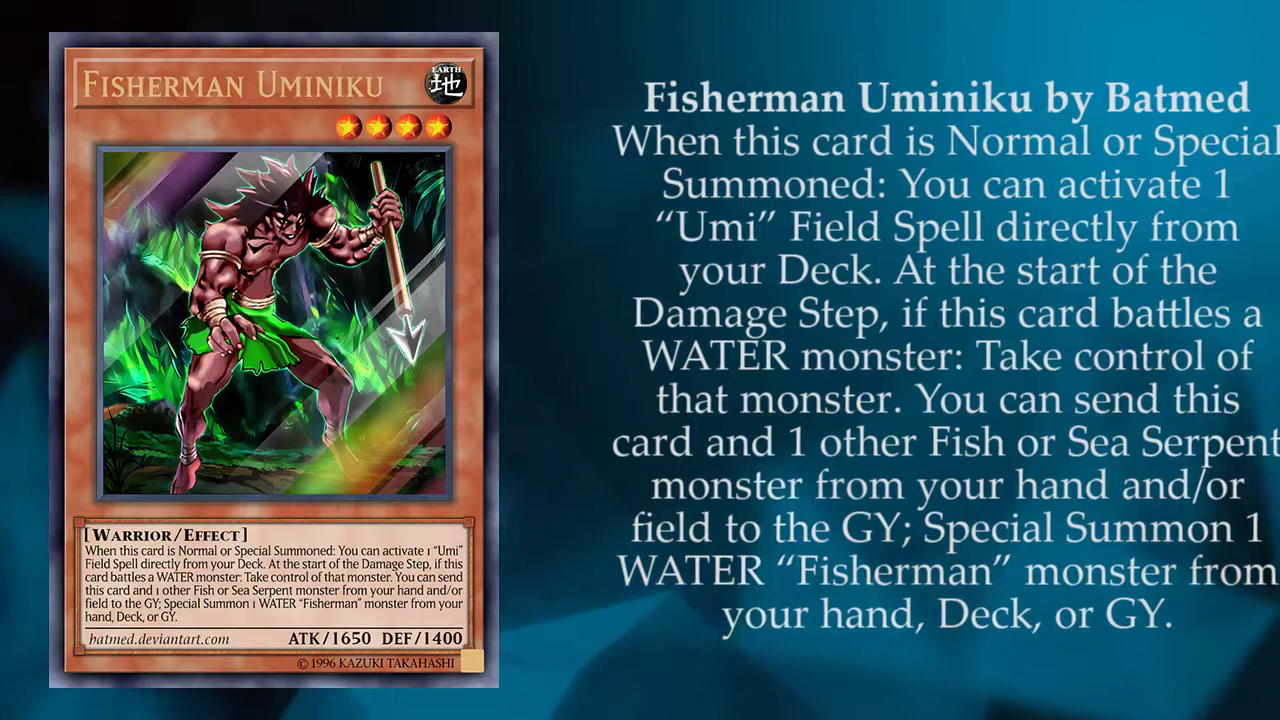 FISHERMAN UMINIKU
EARTH
地
[WARRIOR/EFFECT]
When this card is Normal or Special Summoned: You can activate 1 “Umi”
Field Spell directly from your Deck. At the start of the Damage Step, if this
card battles a WATER monster: Take control of that monster. You can send
this card and 1 other Fish or Sea Serpent monster from your hand and/or
field to the GY; Special Summon 1 WATER “Fisherman” monster from your
hand, Deck, or GY.
batmed.deviantart.com ATK/1650 DEF/1400
©1996 KAZUKI TAKAHASHI
Fisherman Uminiku by Batmed
When this card is Normal or Special
Summoned: You can activate 1
“Umi” Field Spell directly from
your Deck. At the start of the
Damage Step, if this card battles a
WATER monster: Take control of
that monster. You can send this
card and 1 other Fish or Sea Serpent
monster from your hand and/or
field to the GY; Special Summon 1
WATER “Fisherman” monster from
your hand, Deck, or GY.